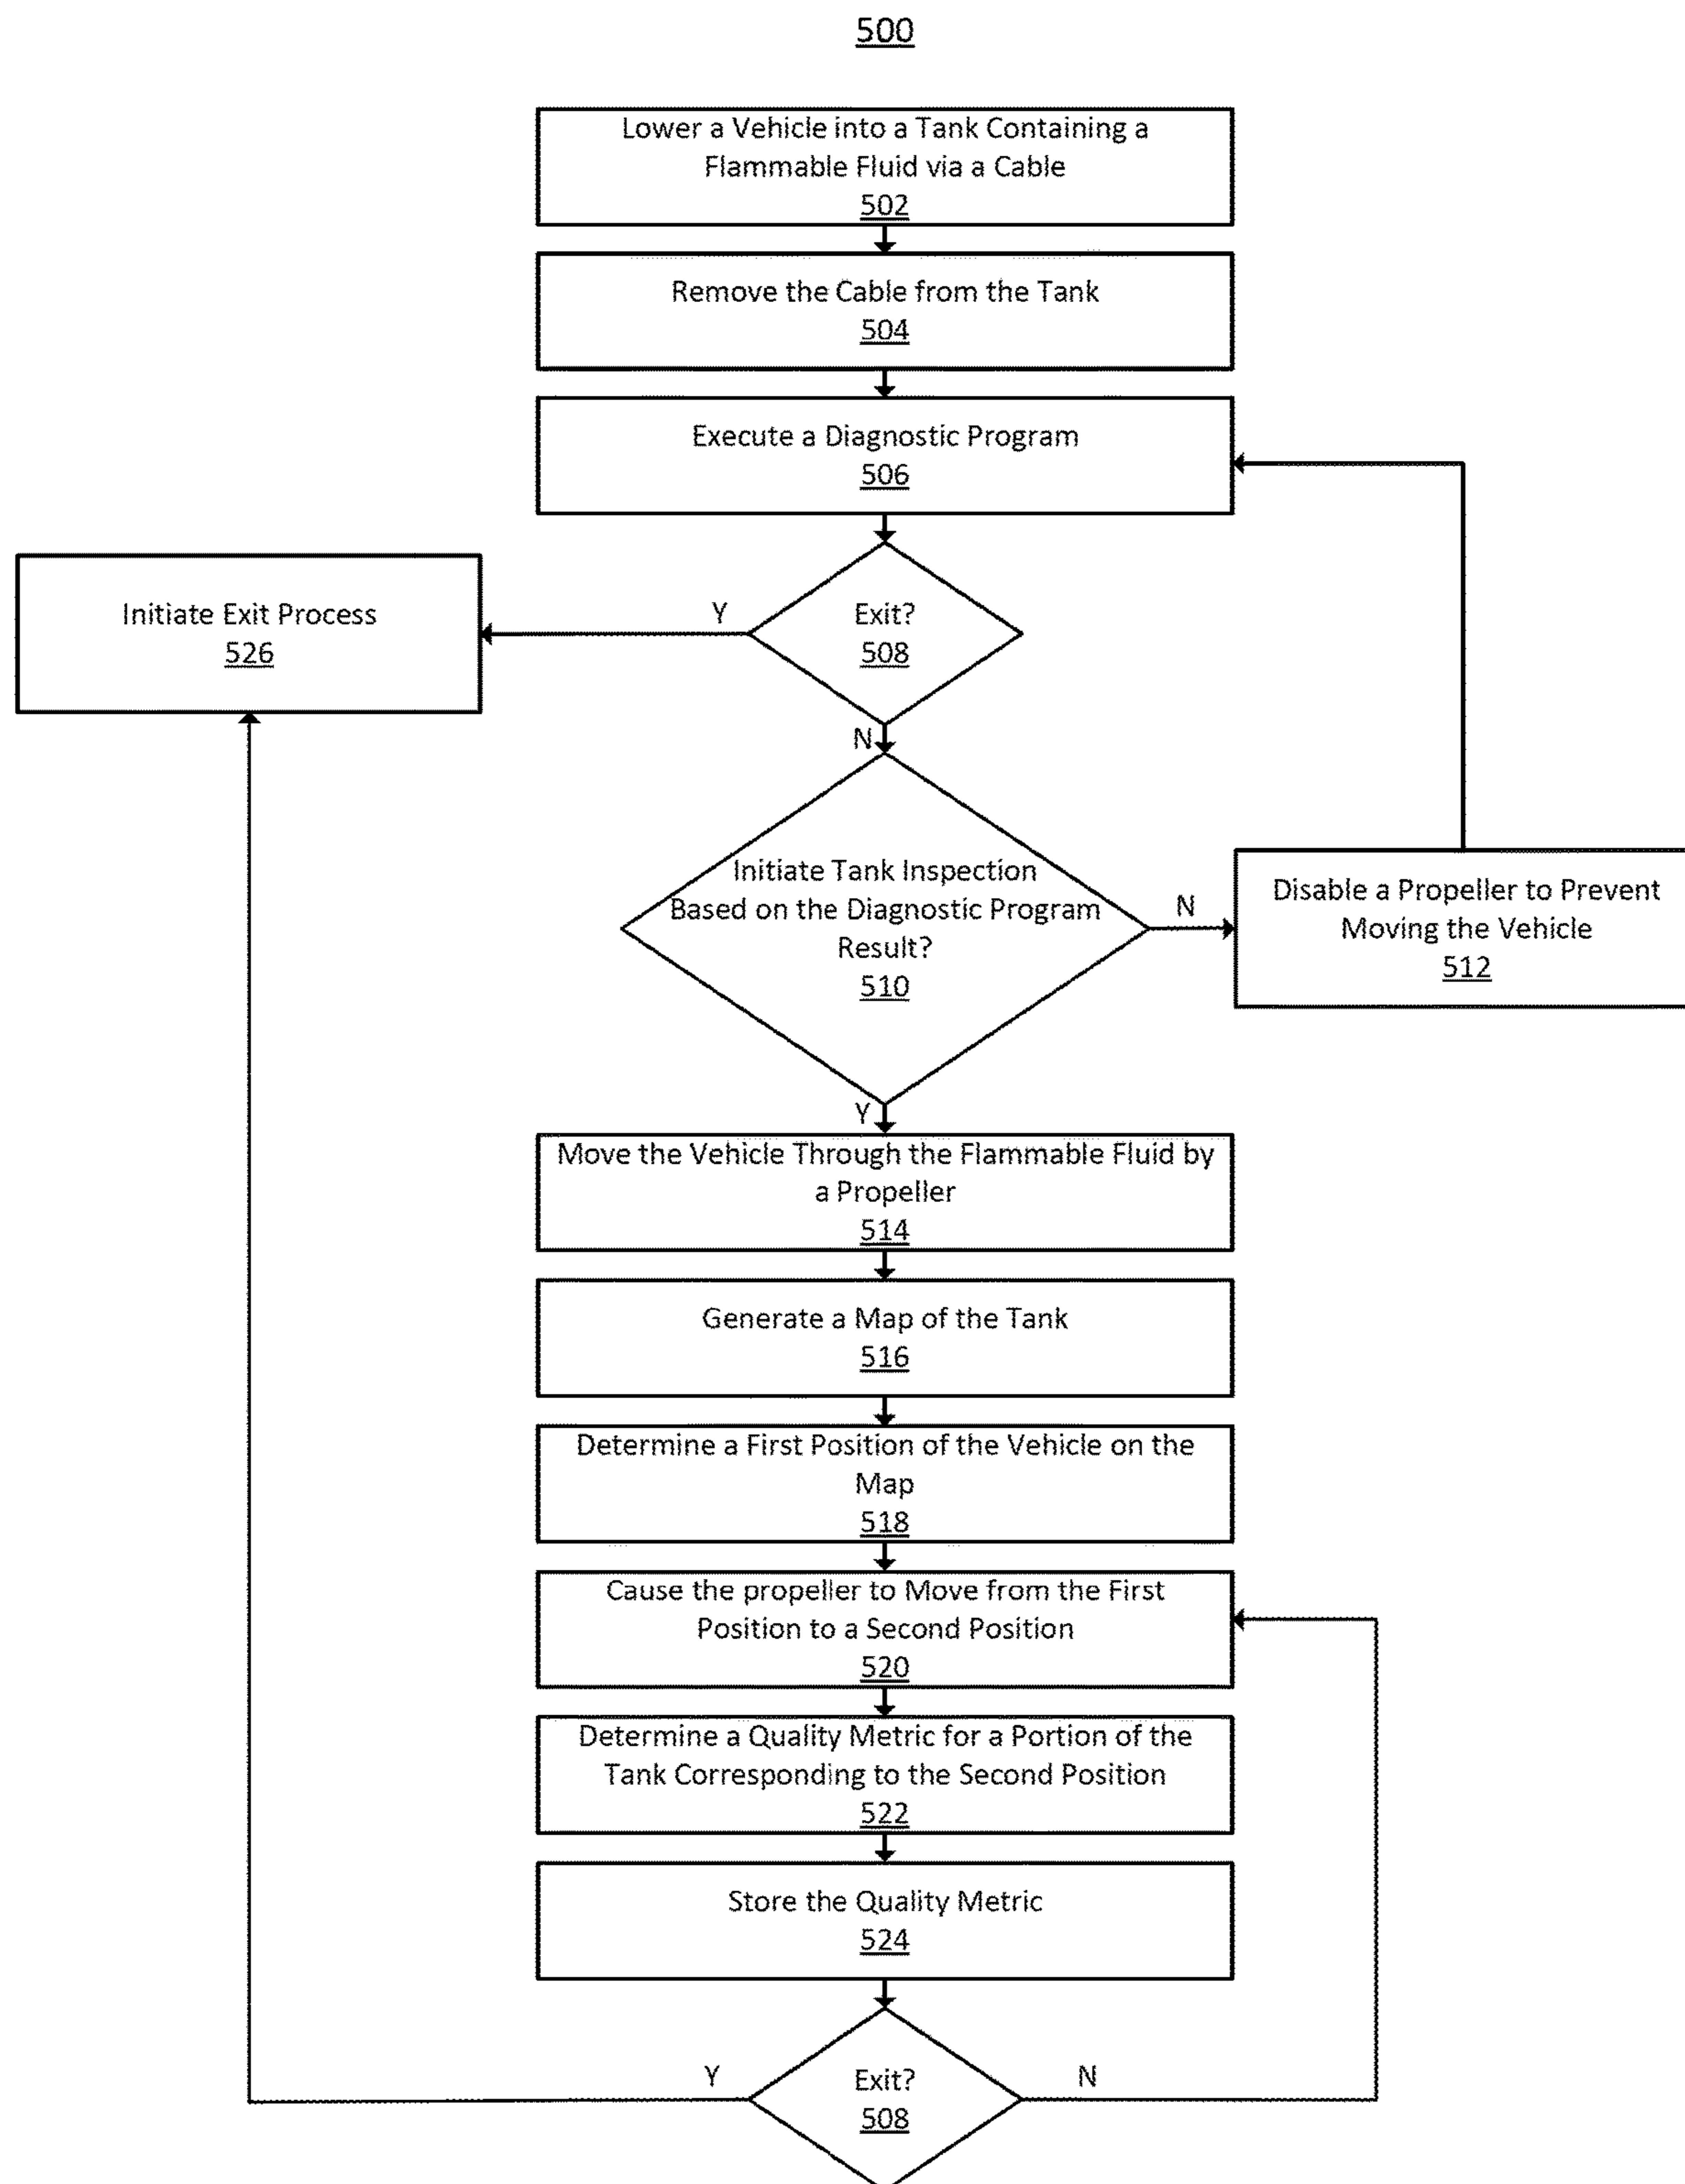 500
Lower a Vehicle into a Tank Containing a
Flammable Fluid via a Cable
502
Remove the Cable from the Tank
504
Execute a Diagnostic Program
506
Exit?
508
Y
N
Initiate Exit Process
526
Initiate Tank Inspection
Based on the Diagnostic Program
Result?
510
N
Y
Disable a Propeller to Prevent
Moving the Vehicle
512
Move the Vehicle Through the Flammable Fluid by
a Propeller
514
Generate a Map of the Tank
516
Determine a First Position of the Vehicle on the
Map
518
Cause the propeller to Move from the First
Position to a Second Position
520
Determine a Quality Metric for a Portion of the
Tank Corresponding to the Second Position
522
Store the Quality Metric
524
Y
Exit?
508
N